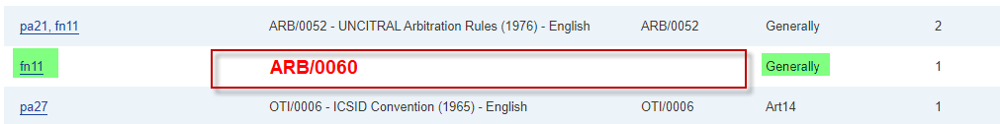 pa21, fn11 ARB/0052 - UNCITRAL Arbitration Rules (1976) - English ARB/0052 Generally 2
fn11 ARB/0060 Generally 1
pa27 OTI/0006 - ICSID Convention (1965) - English OTI/0006 Art14 1